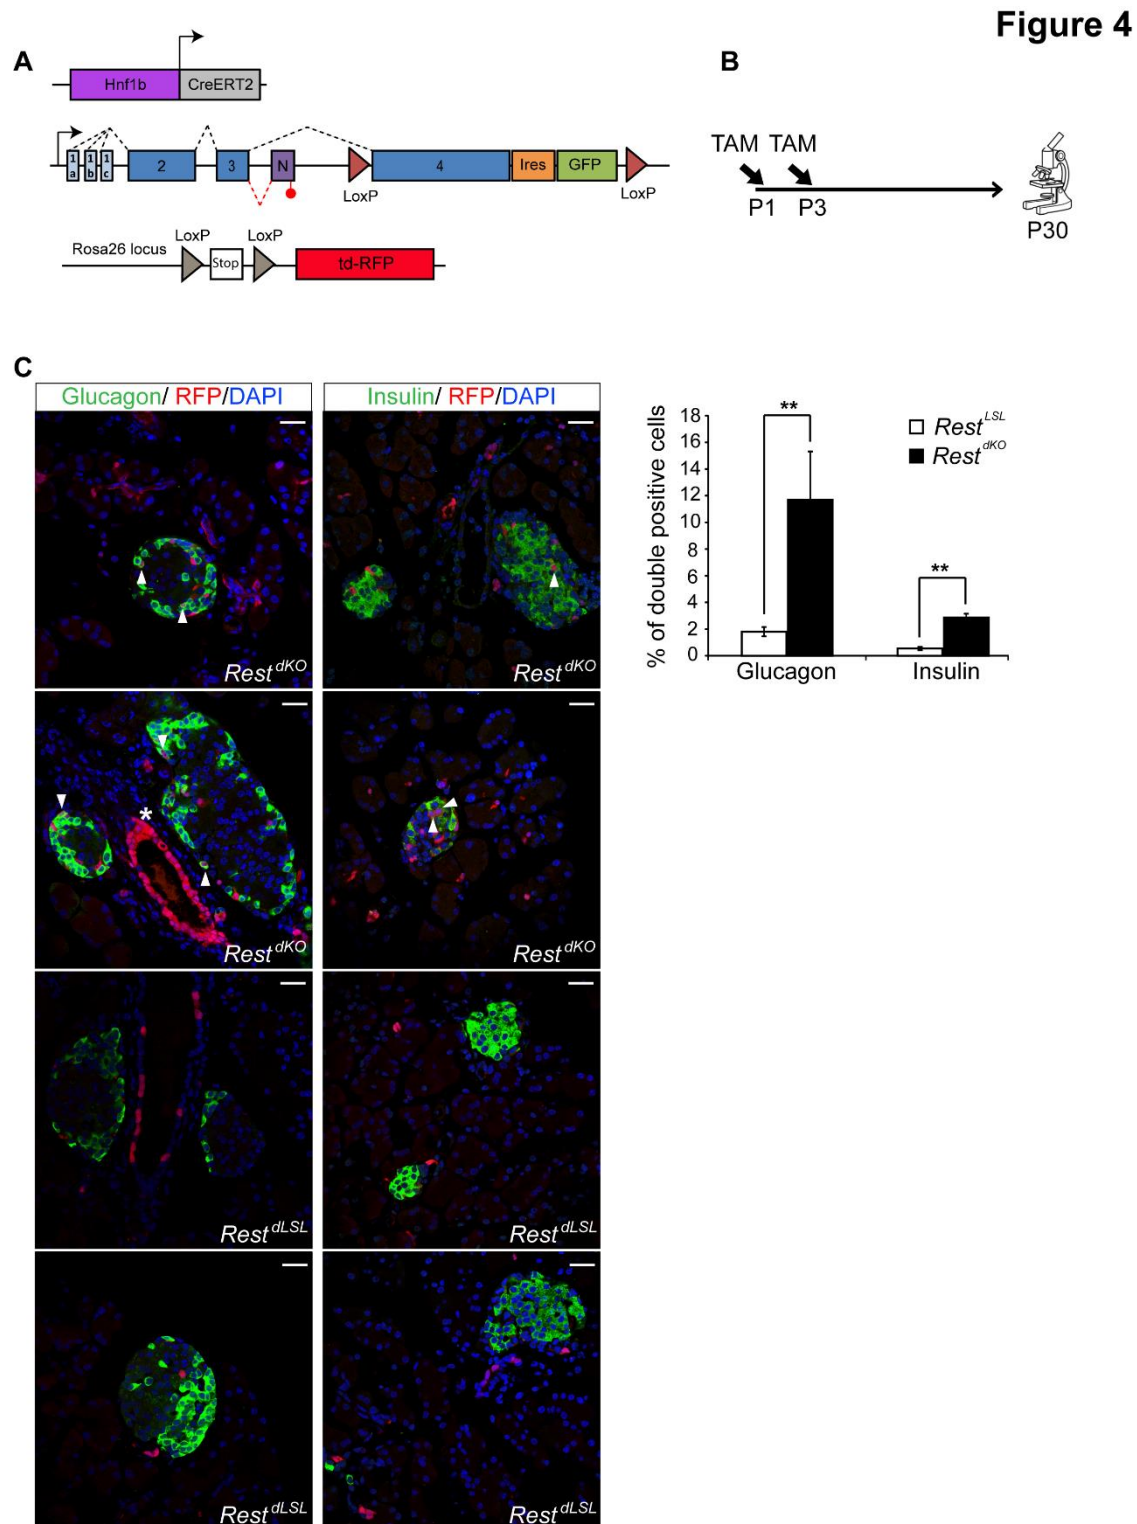 Figure 4
A
Hnf1b CreERT2
1a 1b 1c 2 3 N 4 Ires GFP
LoxP LoxP
LoxP LoxP
Rosa26 locus Stop td-RFP
B
TAM TAM
P1 P3 P30
C
Glucagon/ RFP/DAPI
Insulin/ RFP/DAPI
Rest^dKO
Rest^dKO
*
Rest^dKO
Rest^dKO
Rest^dLSL
Rest^dLSL
Rest^dLSL
Rest^dLSL
% of double positive cells
18
16
14
12
10
8
6
4
2
0
**
**
Rest^LSL
Rest^dKO
Glucagon Insulin